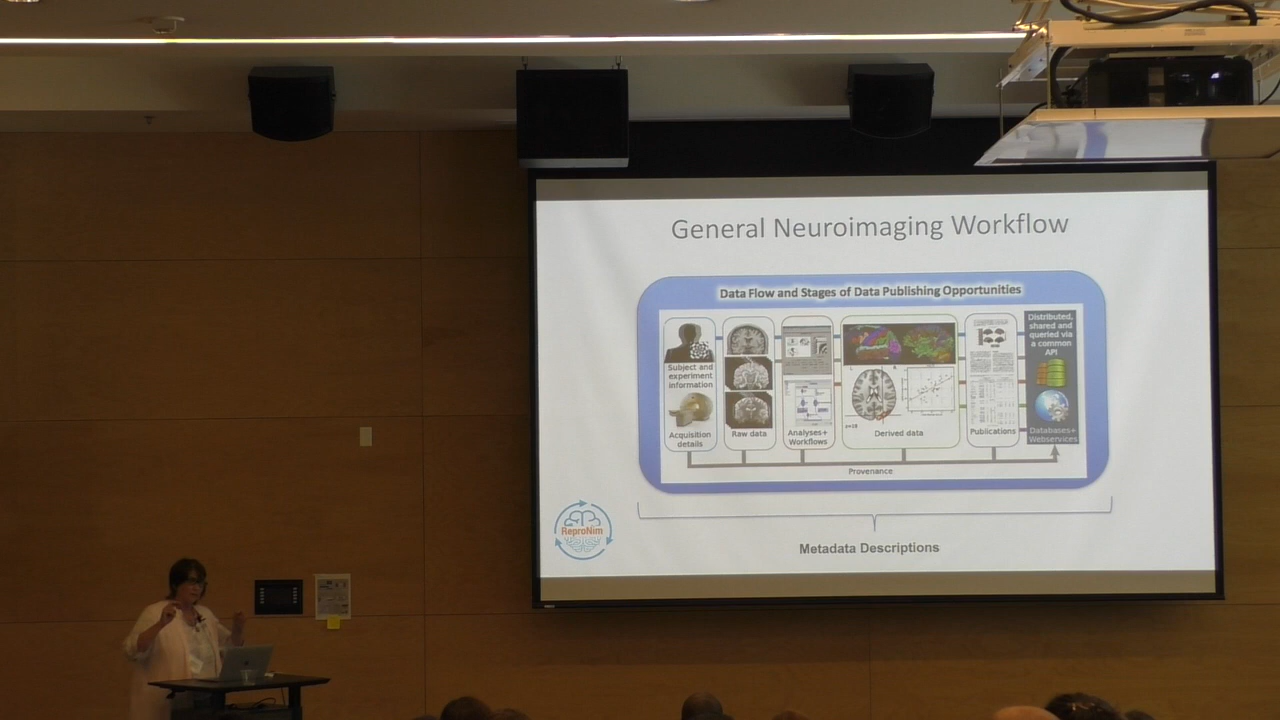 General Neuroimaging Workflow
Data Flow and Stages of Data Publishing Opportunities
Subject and
experiment
information
Acquisition
details
Raw data
Analyses+
Workflows
n=28
Derived data
Publications
Distributed,
shared and
queried via
a common
API
Databases+
Webservices
Provenance
ReproNim
Metadata Descriptions